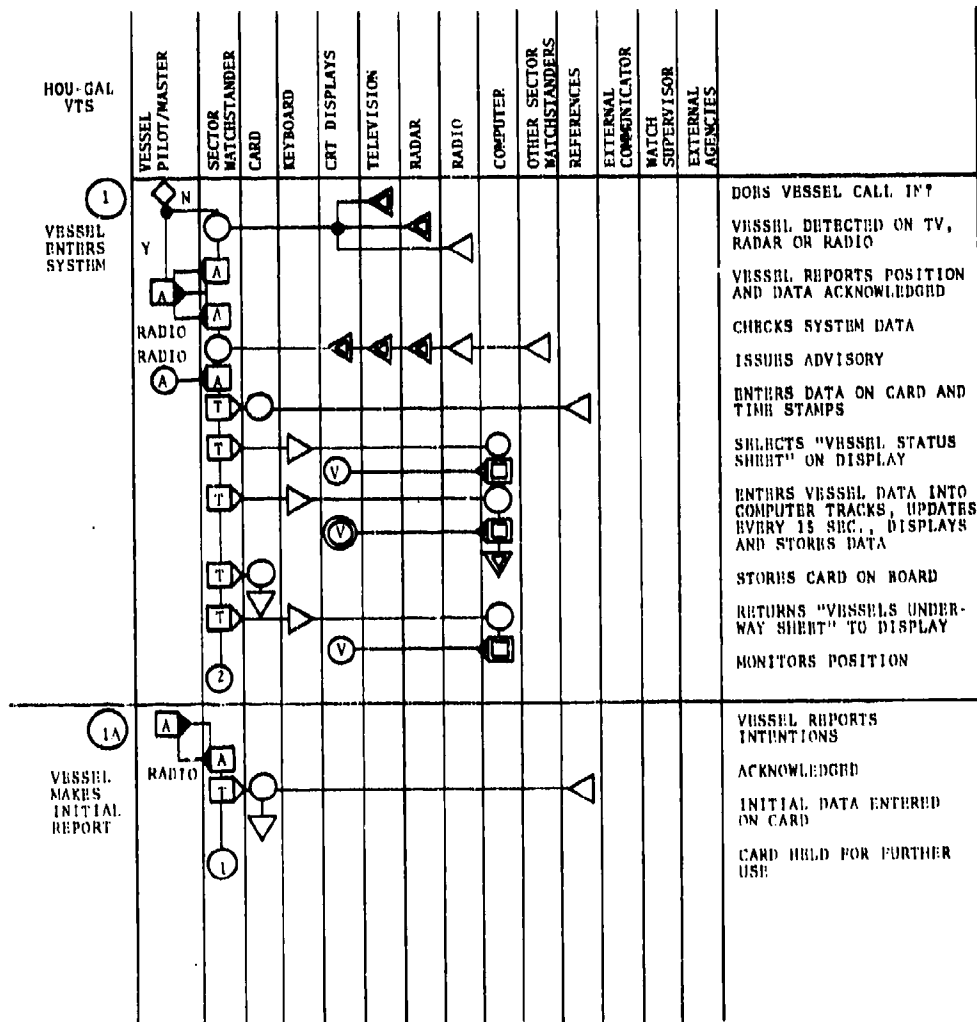 HOU-GAL
VTS
VESSEL
PILOT/MASTER
SECTOR
WATCHSTANDER
CARD
KEYBOARD
CRT DISPLAYS
TELEVISION
RADAR
RADIO
COMPUTER
OTHER SECTOR
WATCHSTANDERS
REFERENCES
EXTERNAL
COMMUNICATOR
WATCH
SUPERVISOR
EXTERNAL
AGENCIES
1
VESSEL
ENTERS
SYSTEM
N
Y
A
A
A
RADIO
RADIO
A
A
T
T
V
T
V
T
T
V
2
DOES VESSEL CALL IN?
VESSEL DETECTED ON TV,
RADAR OR RADIO
VESSEL REPORTS POSITION
AND DATA ACKNOWLEDGED
CHECKS SYSTEM DATA
ISSUES ADVISORY
ENTERS DATA ON CARD AND
TIME STAMPS
SELECTS "VESSEL STATUS
SHEET" ON DISPLAY
ENTERS VESSEL DATA INTO
COMPUTER TRACKS, UPDATES
EVERY 15 SEC., DISPLAYS
AND STORES DATA
STORES CARD ON BOARD
RETURNS "VESSELS UNDER-
WAY SHEET" TO DISPLAY
MONITORS POSITION
1A
VESSEL
MAKES
INITIAL
REPORT
A
RADIO
A
T
1
VESSEL REPORTS
INTENTIONS
ACKNOWLEDGED
INITIAL DATA ENTERED
ON CARD
CARD HELD FOR FURTHER
USE